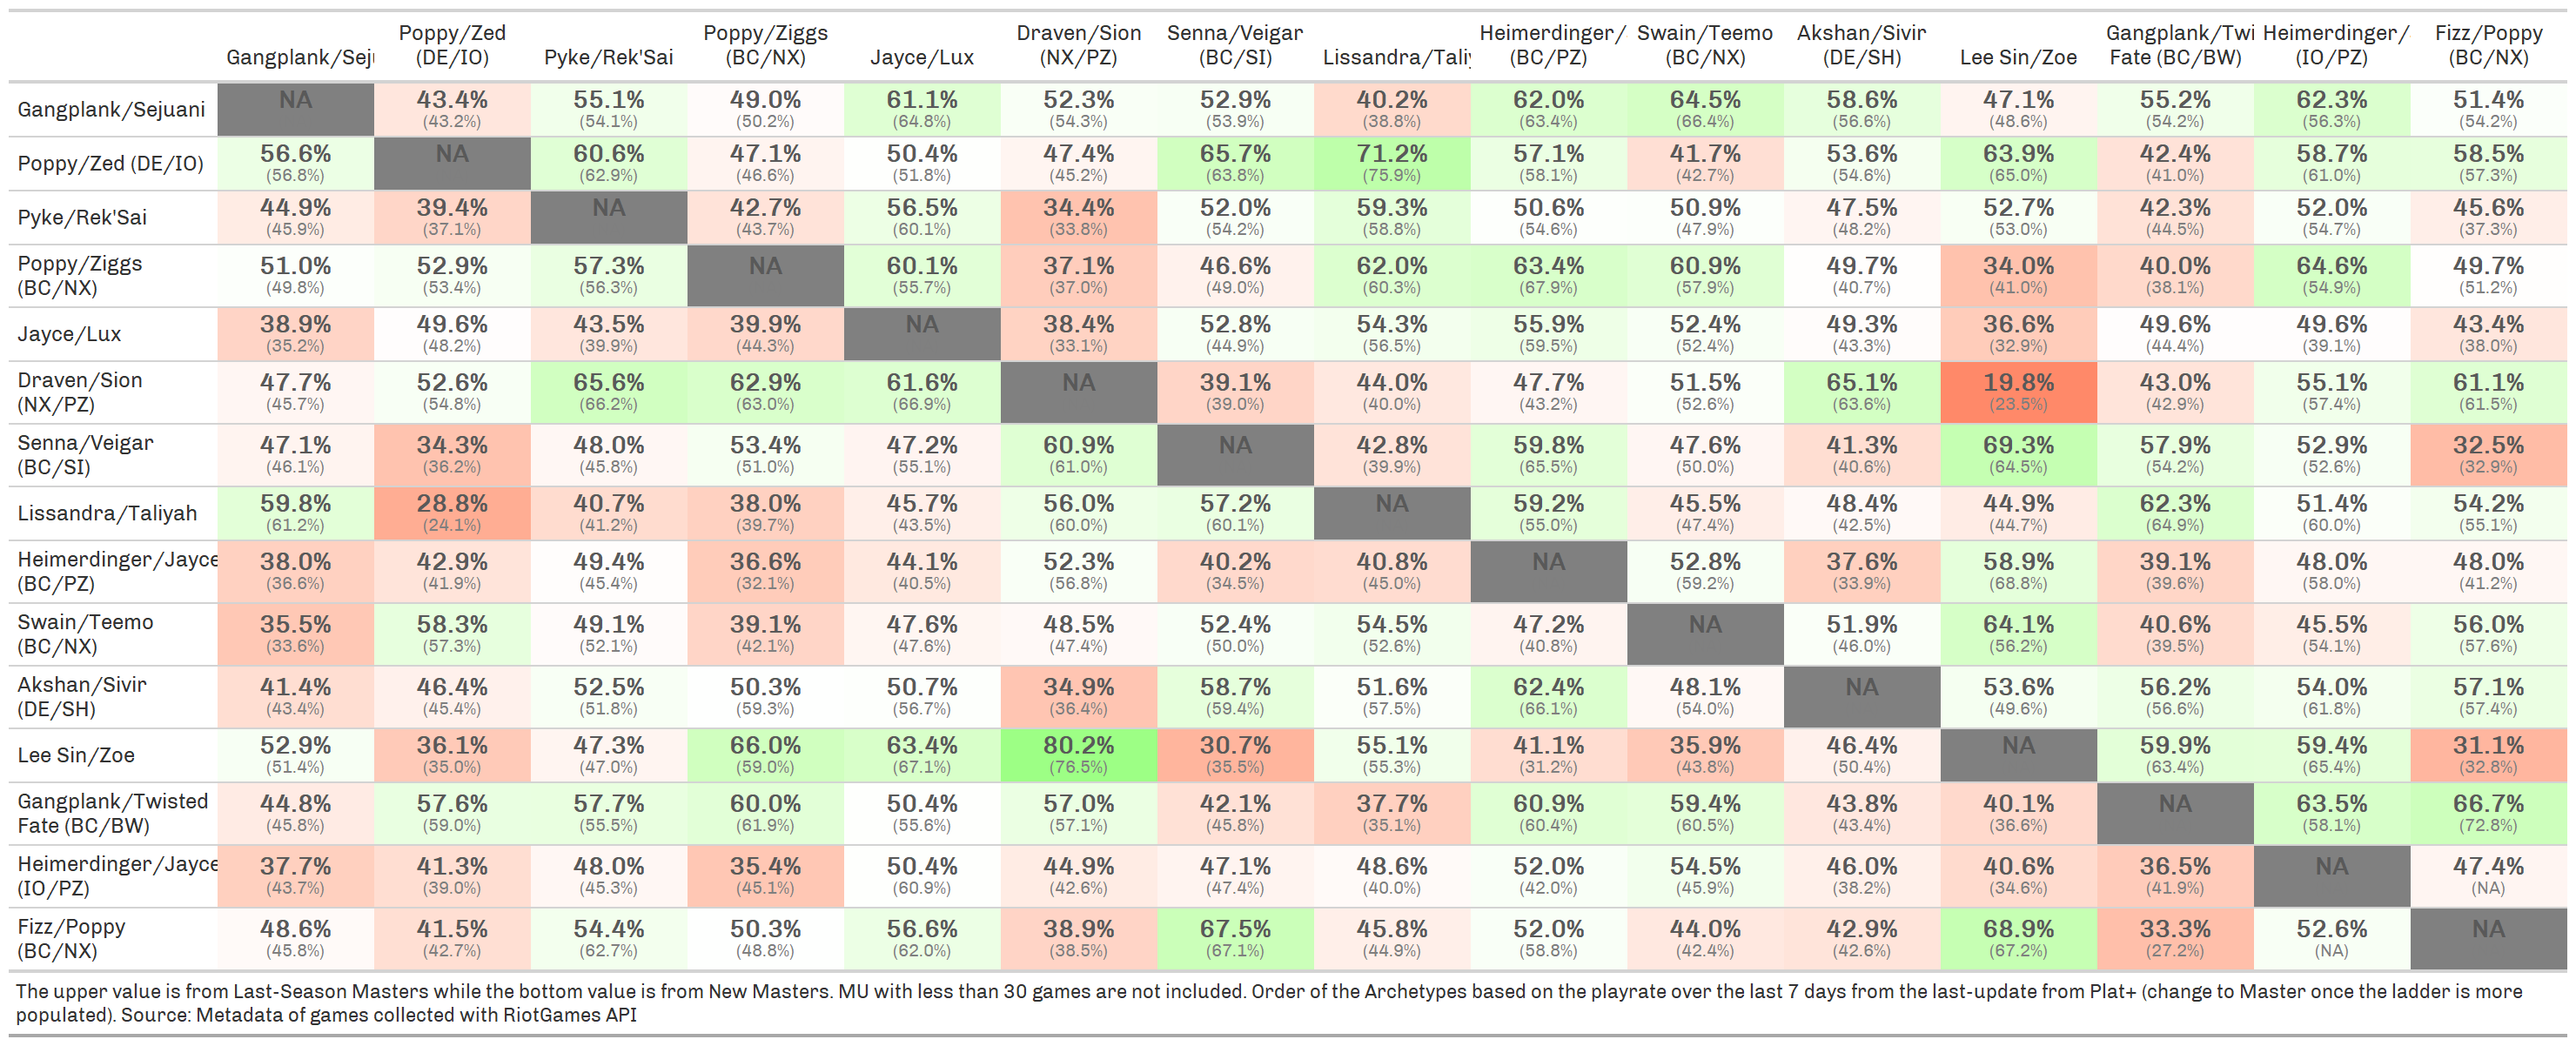 Gangplank/Sej Poppy/Zed (DE/IO) Pyke/Rek'Sai Poppy/Ziggs (BC/NX) Jayce/Lux Draven/Sion (NX/PZ) Senna/Veigar (BC/SI) Lissandra/Taliy Heimerdinger/ (BC/PZ) Swain/Teemo (BC/NX) Akshan/Sivir (DE/SH) Lee Sin/Zoe Gangplank/Twi Fate (BC/BW) Heimerdinger/ (IO/PZ) Fizz/Poppy (BC/NX)
Gangplank/Sejuani NA 43.4% 55.1% 49.0% 61.1% 52.3% 52.9% 40.2% 62.0% 64.5% 58.6% 47.1% 55.2% 62.3% 51.4%
(43.2%) (54.1%) (50.2%) (64.8%) (54.3%) (53.9%) (38.8%) (63.4%) (66.4%) (56.6%) (48.6%) (54.2%) (56.3%) (54.2%)
Poppy/Zed (DE/IO) 56.6% NA 60.6% 47.1% 50.4% 47.4% 65.7% 71.2% 57.1% 41.7% 53.6% 63.9% 42.4% 58.7% 58.5%
(56.8%) (62.9%) (46.6%) (51.8%) (45.2%) (63.8%) (75.9%) (58.1%) (42.7%) (54.6%) (65.0%) (41.0%) (61.0%) (57.3%)
Pyke/Rek'Sai 44.9% 39.4% NA 42.7% 56.5% 34.4% 52.0% 59.3% 50.6% 50.9% 47.5% 52.7% 42.3% 52.0% 45.6%
(45.9%) (37.1%) (43.7%) (60.1%) (33.8%) (54.2%) (58.8%) (54.6%) (47.9%) (48.2%) (53.0%) (44.5%) (54.7%) (37.3%)
Poppy/Ziggs 51.0% 52.9% 57.3% NA 60.1% 37.1% 46.6% 62.0% 63.4% 60.9% 49.7% 34.0% 40.0% 64.6% 49.7%
(BC/NX) (49.8%) (53.4%) (56.3%) (55.7%) (37.0%) (49.0%) (60.3%) (67.9%) (57.9%) (40.7%) (41.0%) (38.1%) (54.9%) (51.2%)
Jayce/Lux 38.9% 49.6% 43.5% 39.9% NA 38.4% 52.8% 54.3% 55.9% 52.4% 49.3% 36.6% 49.6% 49.6% 43.4%
(35.2%) (48.2%) (39.9%) (44.3%) (33.1%) (44.9%) (56.5%) (59.5%) (52.4%) (43.3%) (32.9%) (44.4%) (39.1%) (38.0%)
Draven/Sion 47.7% 52.6% 65.6% 62.9% 61.6% NA 39.1% 44.0% 47.7% 51.5% 65.1% 19.8% 43.0% 55.1% 61.1%
(NX/PZ) (45.7%) (54.8%) (66.2%) (63.0%) (66.9%) (39.0%) (40.0%) (43.2%) (52.6%) (63.6%) (23.5%) (42.9%) (57.4%) (61.5%)
Senna/Veigar 47.1% 34.3% 48.0% 53.4% 47.2% 60.9% NA 42.8% 59.8% 47.6% 41.3% 69.3% 57.9% 52.9% 32.5%
(BC/SI) (46.1%) (36.2%) (45.8%) (51.0%) (55.1%) (61.0%) (39.9%) (65.5%) (50.0%) (40.6%) (64.5%) (54.2%) (52.6%) (32.9%)
Lissandra/Taliyah 59.8% 28.8% 40.7% 38.0% 45.7% 56.0% 57.2% NA 59.2% 45.5% 48.4% 44.9% 62.3% 51.4% 54.2%
(61.2%) (24.1%) (41.2%) (39.7%) (43.5%) (60.0%) (60.1%) (55.0%) (47.4%) (42.5%) (44.7%) (64.9%) (60.0%) (55.1%)
Heimerdinger/Jayce 38.0% 42.9% 49.4% 36.6% 44.1% 52.3% 40.2% 40.8% NA 52.8% 37.6% 58.9% 39.1% 48.0% 48.0%
(BC/PZ) (36.6%) (41.9%) (45.4%) (32.1%) (40.5%) (56.8%) (34.5%) (45.0%) (59.2%) (33.9%) (68.8%) (39.6%) (58.0%) (41.2%)
Swain/Teemo 35.5% 58.3% 49.1% 39.1% 47.6% 48.5% 52.4% 54.5% 47.2% NA 51.9% 64.1% 40.6% 45.5% 56.0%
(BC/NX) (33.6%) (57.3%) (52.1%) (42.1%) (47.6%) (47.4%) (50.0%) (52.6%) (40.8%) (46.0%) (56.2%) (39.5%) (54.1%) (57.6%)
Akshan/Sivir 41.4% 46.4% 52.5% 50.3% 50.7% 34.9% 58.7% 51.6% 62.4% 48.1% NA 53.6% 56.2% 54.0% 57.1%
(DE/SH) (43.4%) (45.4%) (51.8%) (59.3%) (56.7%) (36.4%) (59.4%) (57.5%) (66.1%) (54.0%) (49.6%) (56.6%) (61.8%) (57.4%)
Lee Sin/Zoe 52.9% 36.1% 47.3% 66.0% 63.4% 80.2% 30.7% 55.1% 41.1% 35.9% 46.4% NA 59.9% 59.4% 31.1%
(51.4%) (35.0%) (47.0%) (59.0%) (67.1%) (76.5%) (35.5%) (55.3%) (31.2%) (43.8%) (50.4%) (63.4%) (65.4%) (32.8%)
Gangplank/Twisted 44.8% 57.6% 57.7% 60.0% 50.4% 57.0% 42.1% 37.7% 60.9% 59.4% 43.8% 40.1% NA 63.5% 66.7%
Fate (BC/BW) (45.8%) (59.0%) (55.5%) (61.9%) (55.6%) (57.1%) (45.8%) (35.1%) (60.4%) (60.5%) (43.4%) (36.6%) (58.1%) (72.8%)
Heimerdinger/Jayce 37.7% 41.3% 48.0% 35.4% 50.4% 44.9% 47.1% 48.6% 52.0% 54.5% 46.0% 40.6% 36.5% NA 47.4%
(IO/PZ) (43.7%) (39.0%) (45.3%) (45.1%) (60.9%) (42.6%) (47.4%) (40.0%) (42.0%) (45.9%) (38.2%) (34.6%) (41.9%) (NA)
Fizz/Poppy 48.6% 41.5% 54.4% 50.3% 56.6% 38.9% 67.5% 45.8% 52.0% 44.0% 42.9% 68.9% 33.3% 52.6% NA
(BC/NX) (45.8%) (42.7%) (62.7%) (48.8%) (62.0%) (38.5%) (67.1%) (44.9%) (58.8%) (42.4%) (42.6%) (67.2%) (27.2%) (NA)
The upper value is from Last-Season Masters while the bottom value is from New Masters. MU with less than 30 games are not included. Order of the Archetypes based on the playrate over the last 7 days from the last-update from Plat+ (change to Master once the ladder is more
populated). Source: Metadata of games collected with RiotGames API